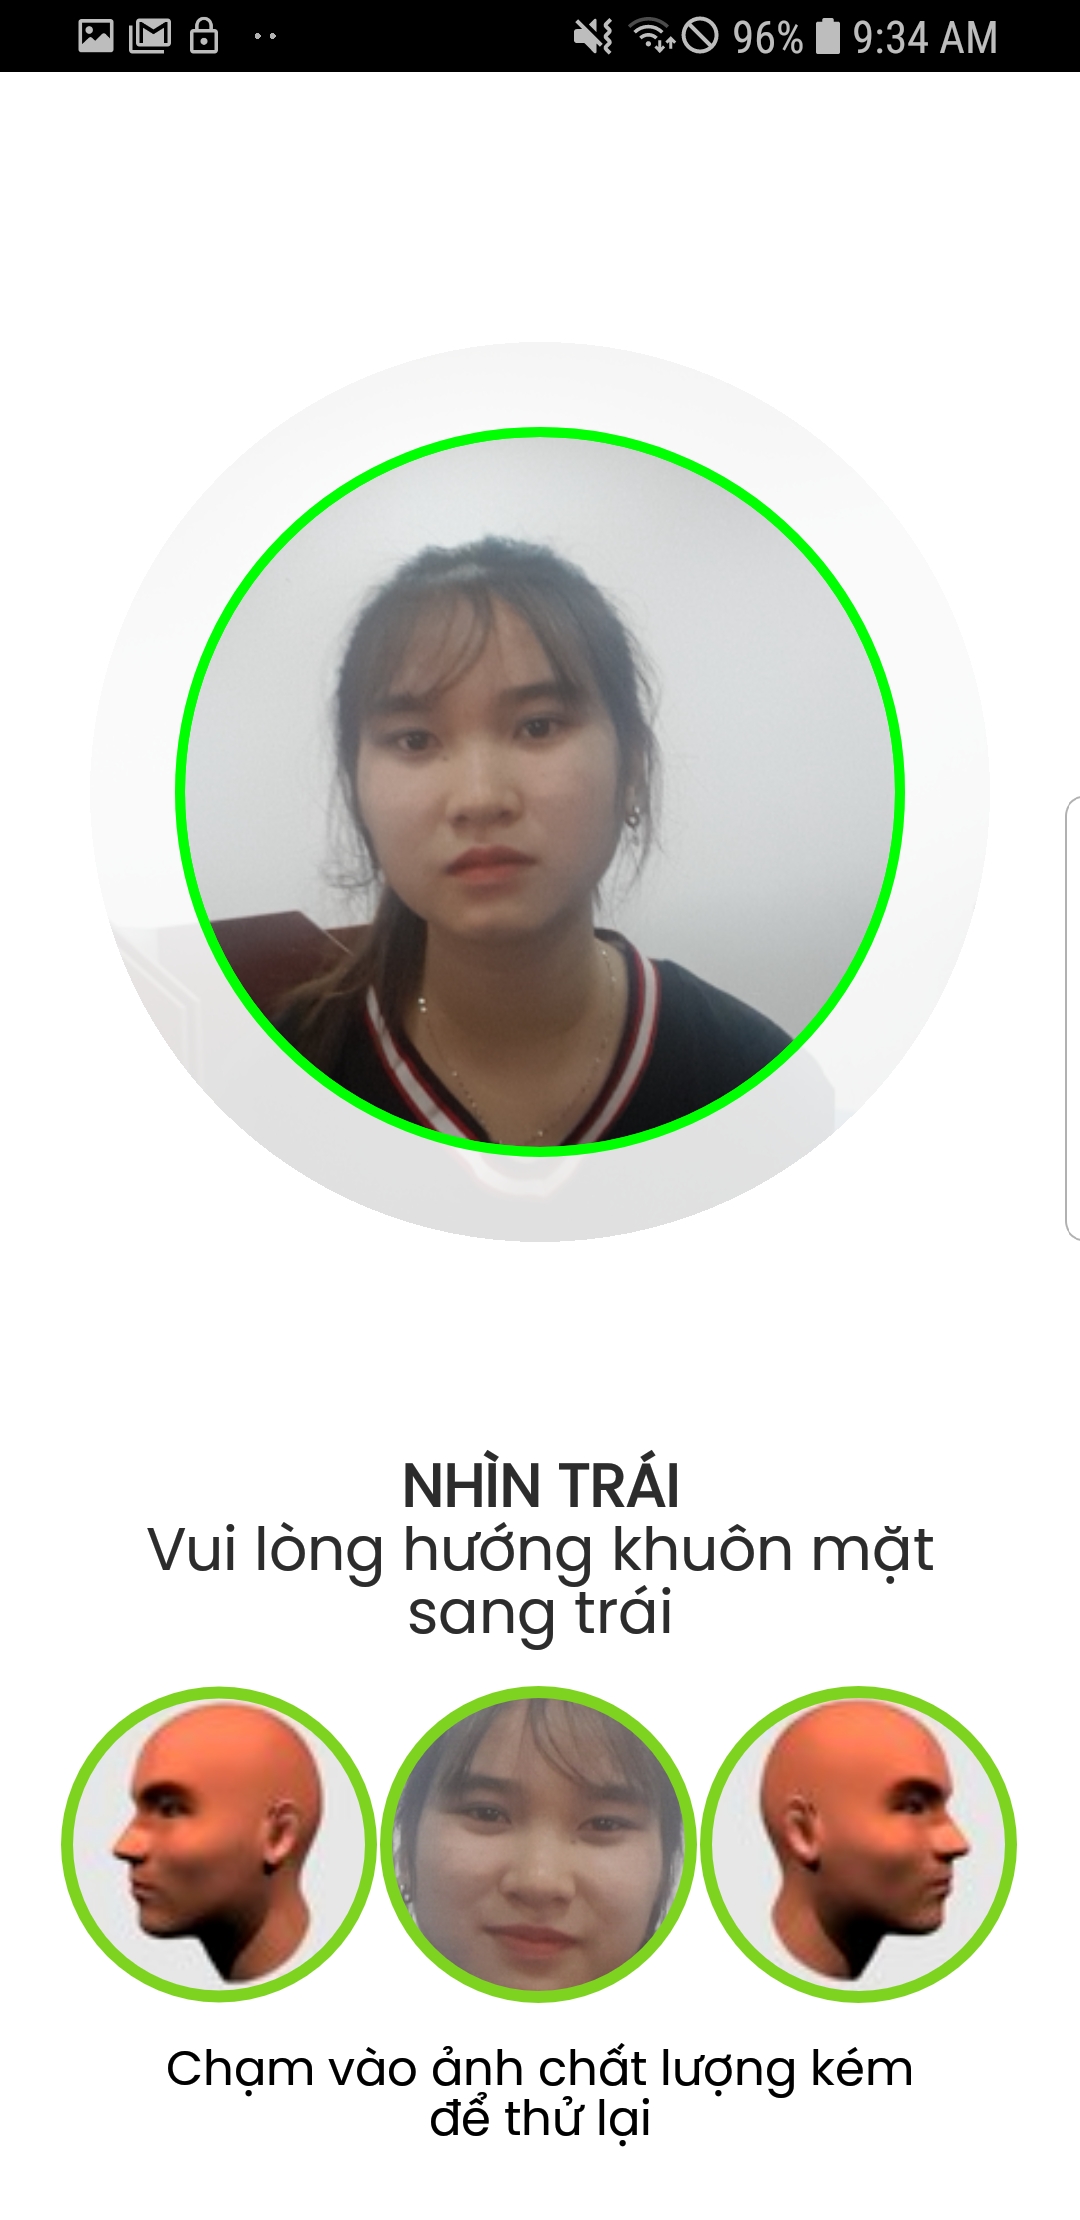 96% 9:34 AM
NHÌN TRÁI
Vui lòng hướng khuôn mặt
sang trái
Chạm vào ảnh chất lượng kém
để thử lại